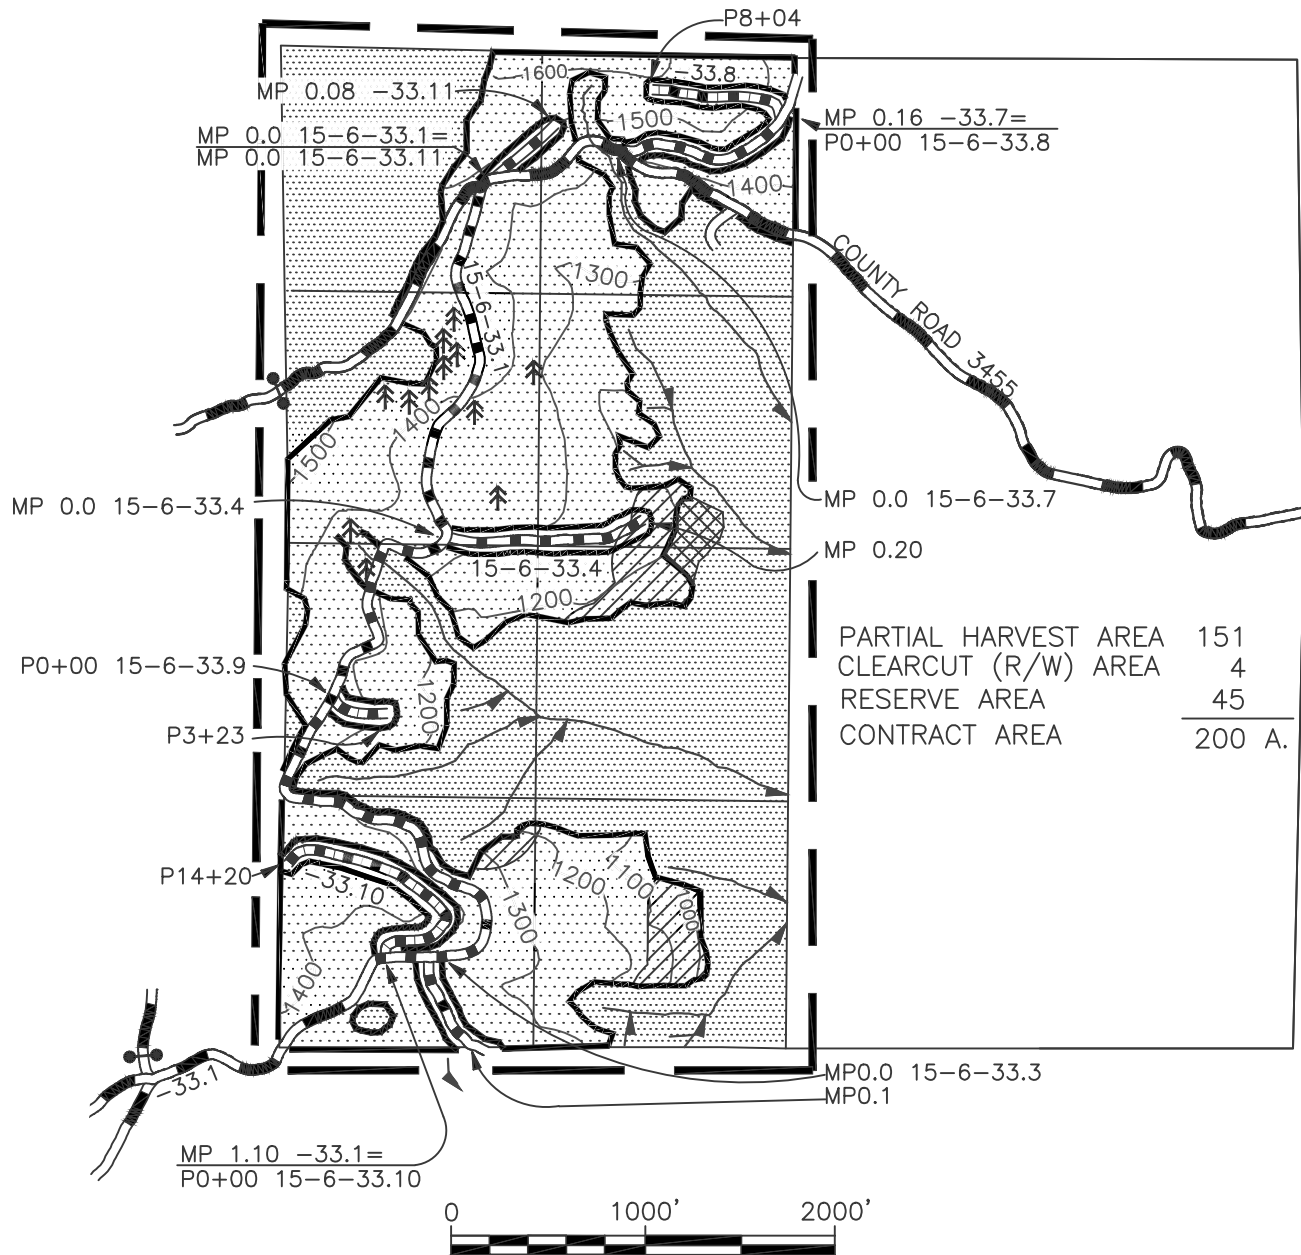 P8+04
1600
-33.8
MP 0.08 -33.11
1500
MP 0.16 -33.7=
P0+00 15-6-33.8
MP 0.0 15-6-33.1=
MP 0.0 15-6-33.11
1400
COUNTY ROAD 3455
1300
15-6-33.1
1400
1500
MP 0.0 15-6-33.4
MP 0.0 15-6-33.7
MP 0.20
15-6-33.4
1200
PARTIAL HARVEST AREA 151
CLEARCUT (R/W) AREA 4
RESERVE AREA 45
CONTRACT AREA 200 A.
P0+00 15-6-33.9
1200
P3+23
P14+20
-33.10
1200
1100
1300
1400
-33.1
MP0.0 15-6-33.3
MP0.1
MP 1.10 -33.1=
P0+00 15-6-33.10
0 1000' 2000'